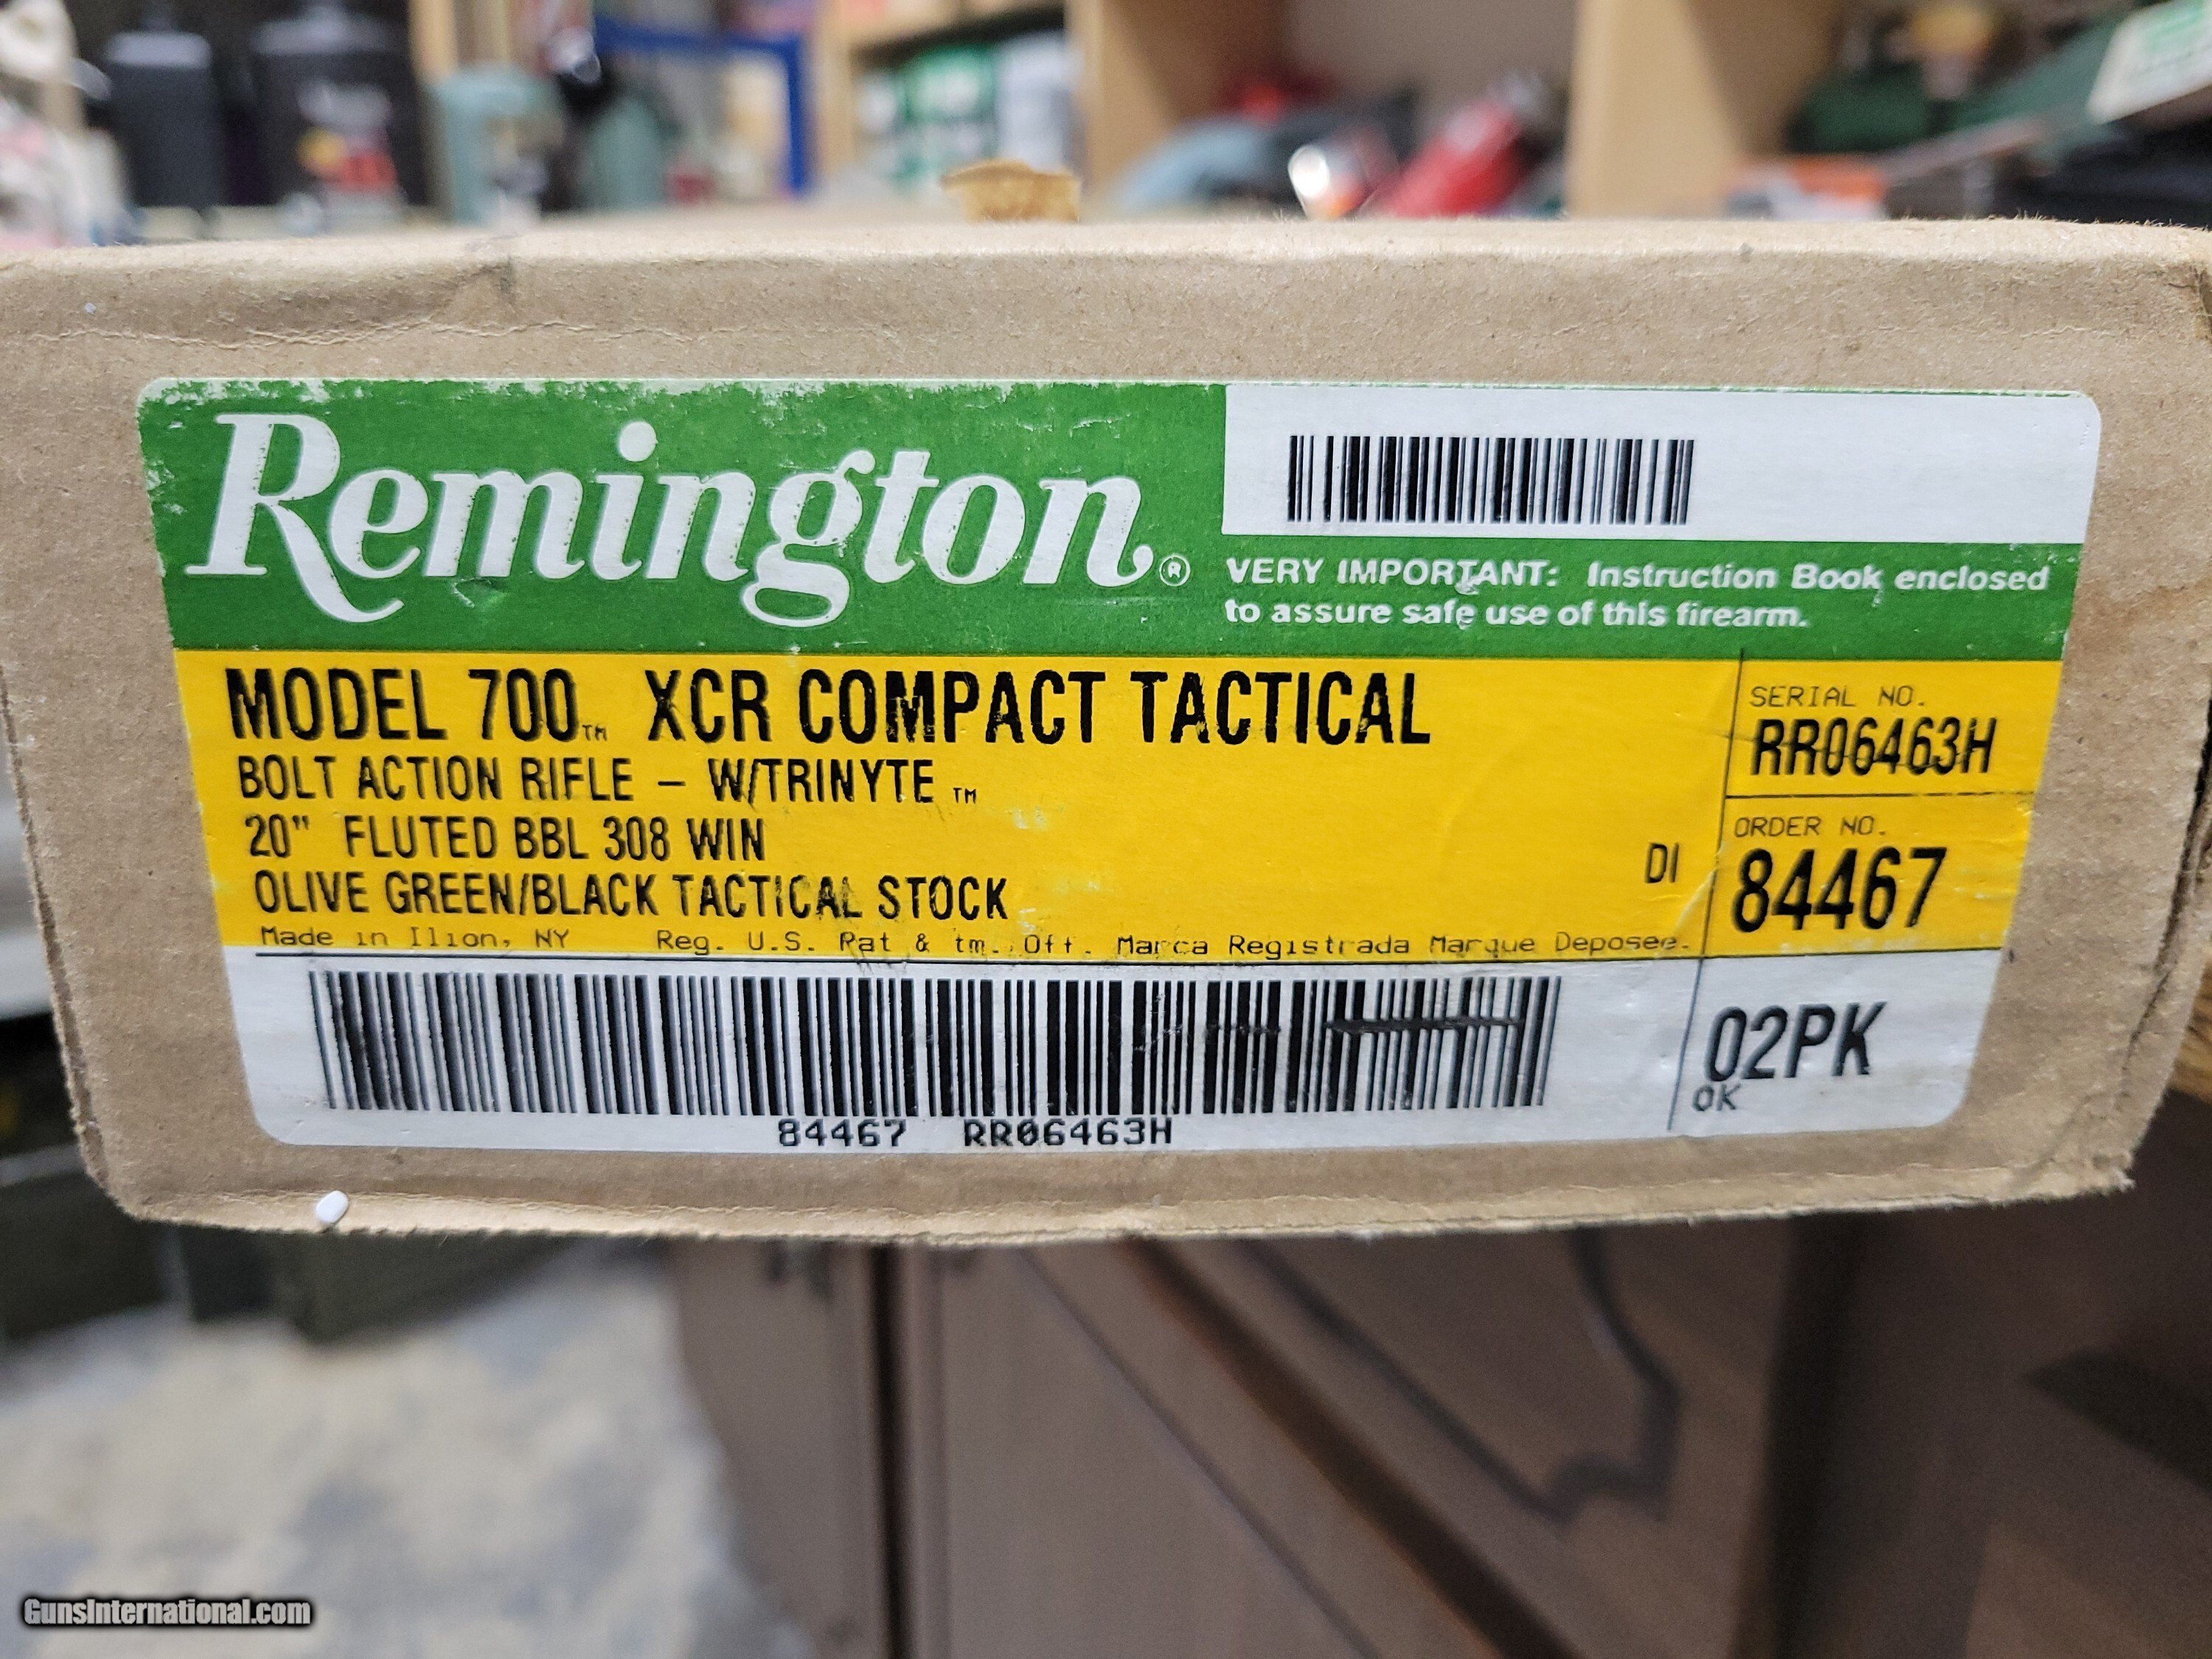 Remington®
VERY IMPORTANT: Instruction Book enclosed
to assure safe use of this firearm.
MODEL 700™ XCR COMPACT TACTICAL
BOLT ACTION RIFLE – W/TRINYTE™
20" FLUTED BBL 308 WIN
OLIVE GREEN/BLACK TACTICAL STOCK
DI
Made in Ilion, NY Reg. U.S. Pat & tm. Off. Marca Registrada Marque Deposee.
SERIAL NO.
RR06463H
ORDER NO.
84467
84467 RR06463H
02PK
OK
GunsInternational.com